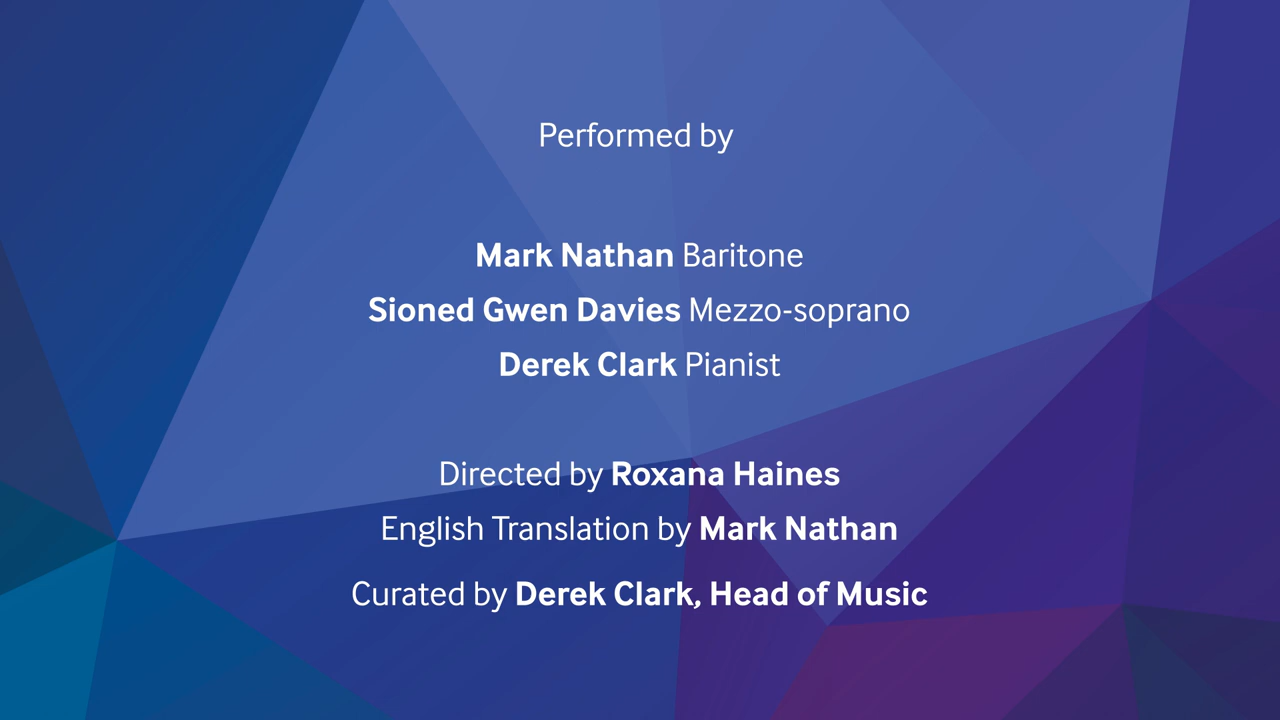 Performed by
Mark Nathan Baritone
Sioned Gwen Davies Mezzo-soprano
Derek Clark Pianist
Directed by Roxana Haines
English Translation by Mark Nathan
Curated by Derek Clark, Head of Music